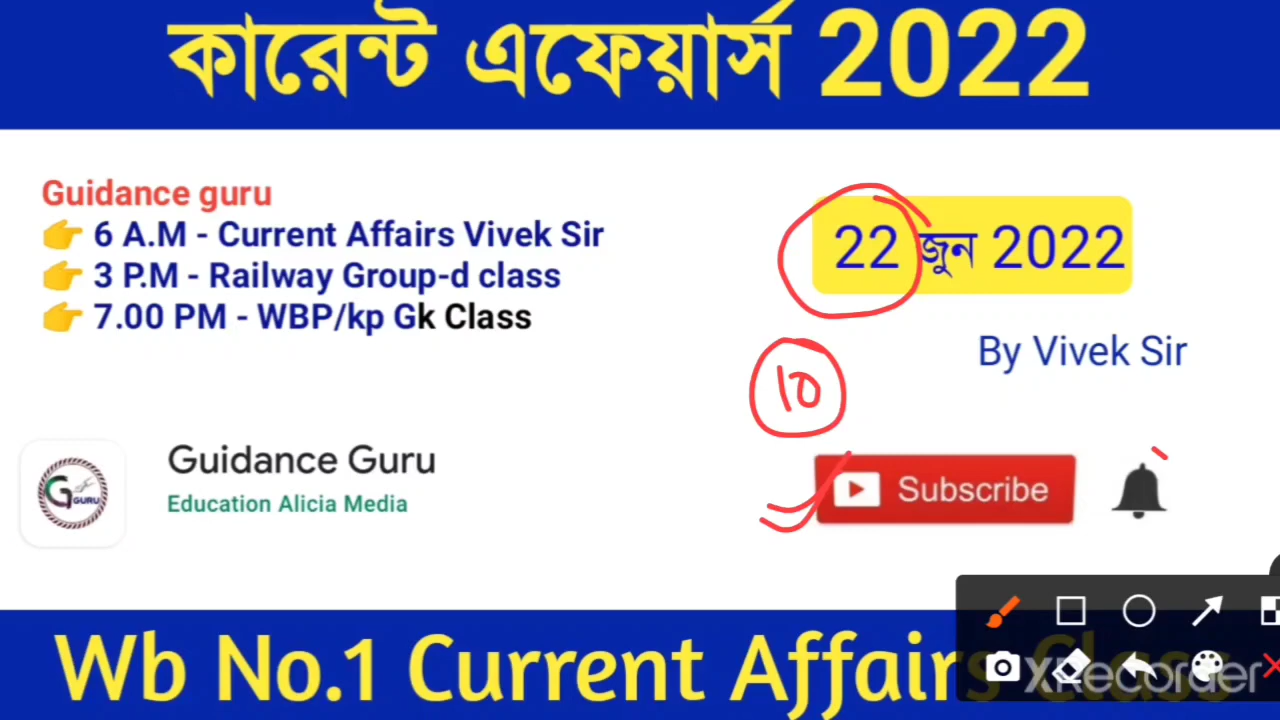 কারেন্ট এফেয়ার্স 2022
Guidance guru
👉 6 A.M - Current Affairs Vivek Sir
👉 3 P.M - Railway Group-d class
👉 7.00 PM - WBP/kp Gk Class
22 জুন 2022
By Vivek Sir
10
Guidance Guru
Education Alicia Media
G GURU
Subscribe
Wb No.1 Current Affairs Class
XRecorder